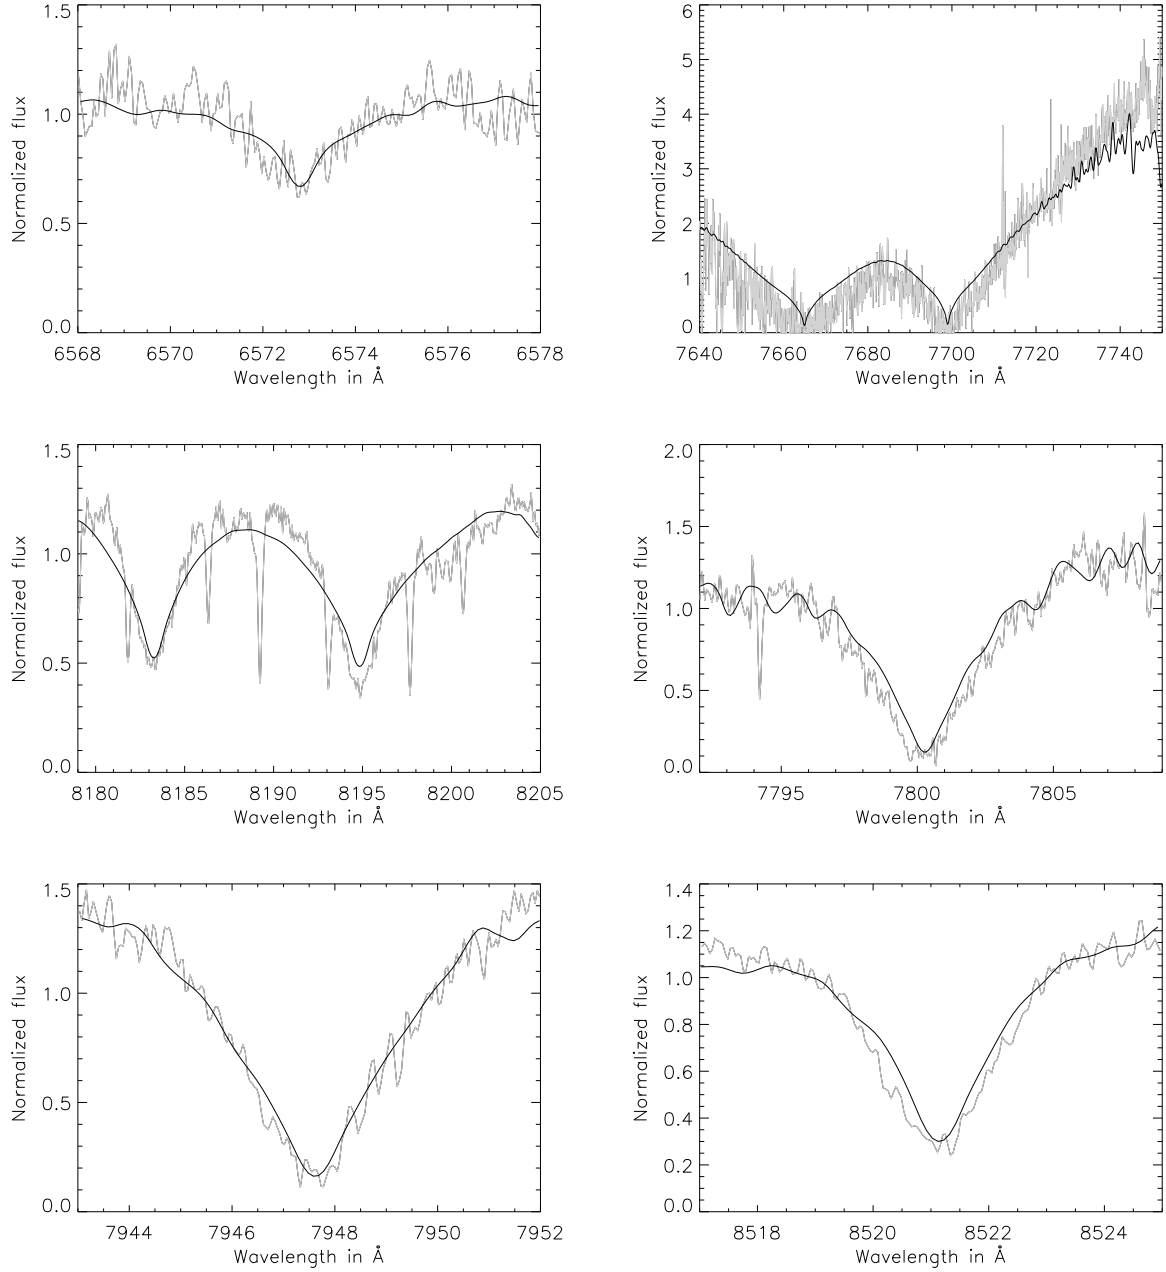 1.5
1.0
0.5
0.0
Normalized flux
6568 6570 6572 6574 6576 6578
Wavelength in Å
6
5
4
3
2
1
0
Normalized flux
7640 7660 7680 7700 7720 7740
Wavelength in Å
1.5
1.0
0.5
0.0
Normalized flux
8180 8185 8190 8195 8200 8205
Wavelength in Å
2.0
1.5
1.0
0.5
0.0
Normalized flux
7795 7800 7805
Wavelength in Å
1.5
1.0
0.5
0.0
Normalized flux
7944 7946 7948 7950 7952
Wavelength in Å
1.4
1.2
1.0
0.8
0.6
0.4
0.2
0.0
Normalized flux
8518 8520 8522 8524
Wavelength in Å